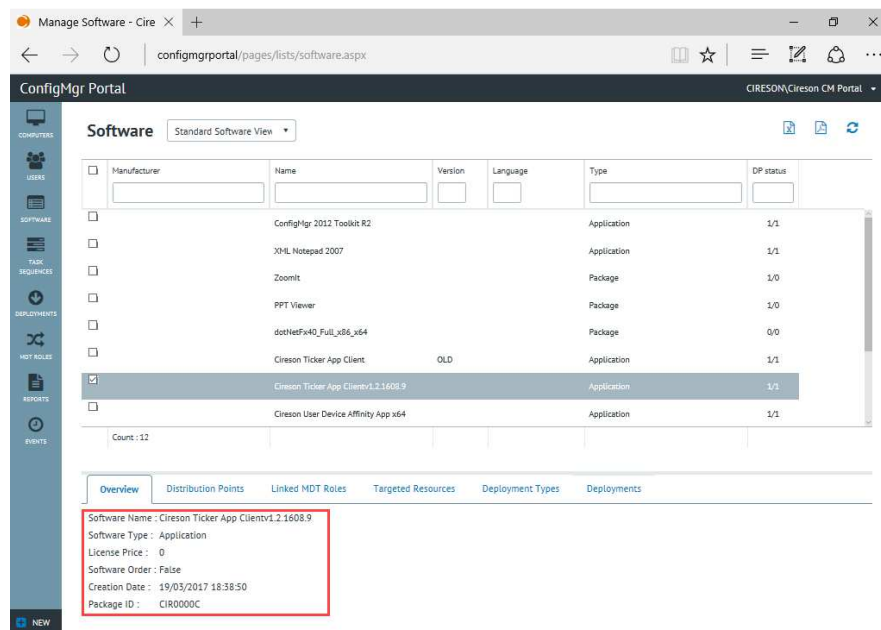 Manage Software - Cire
configmgrportal/pages/lists/software.aspx
ConfigMgr Portal
CIRESON\Cireson CM Portal
COMPUTERS
USERS
SOFTWARE
TASK SEQUENCES
DEPLOYMENTS
MDT ROLES
REPORTS
EVENTS
NEW
Software
Standard Software View
Manufacturer Name Version Language Type DP status
ConfigMgr 2012 Toolkit R2 Application 1/1
XML Notepad 2007 Application 1/1
ZoomIt Package 1/0
PPT Viewer Package 1/0
dotNetFx40_Full_x86_x64 Package 0/0
Cireson Ticker App Client OLD Application 1/1
Cireson Ticker App Clientv1.2.1608.9 Application 1/1
Cireson User Device Affinity App x64 Application 1/1
Count : 12
Overview Distribution Points Linked MDT Roles Targeted Resources Deployment Types Deployments
Software Name : Cireson Ticker App Clientv1.2.1608.9
Software Type : Application
License Price : 0
Software Order : False
Creation Date : 19/03/2017 18:38:50
Package ID : CIR0000C